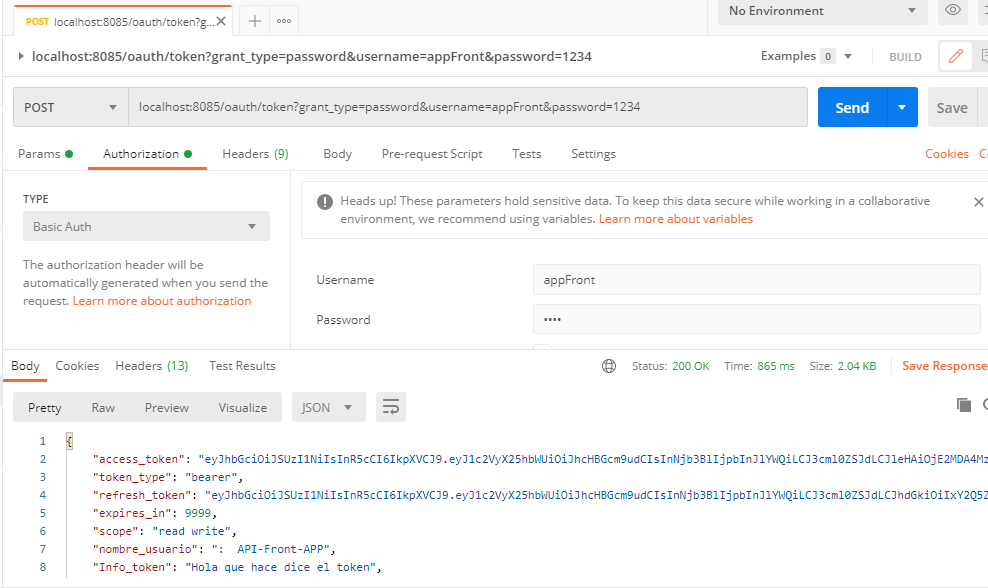 POST localhost:8085/oauth/token?g...
No Environment
localhost:8085/oauth/token?grant_type=password&username=appFront&password=1234
Examples 0
BUILD
POST
localhost:8085/oauth/token?grant_type=password&username=appFront&password=1234
Send
Save
Params
Authorization
Headers (9)
Body
Pre-request Script
Tests
Settings
Cookies
TYPE
Basic Auth
The authorization header will be
automatically generated when you send the
request. Learn more about authorization
Heads up! These parameters hold sensitive data. To keep this data secure while working in a collaborative
environment, we recommend using variables. Learn more about variables
Username
appFront
Password
••••
Body
Cookies
Headers (13)
Test Results
Status: 200 OK
Time: 865 ms
Size: 2.04 KB
Save Response
Pretty
Raw
Preview
Visualize
JSON
1 {
2 "access_token": "eyJhbGciOiJSUzI1NiIsInR5cCI6IkpXVCJ9.eyJ1c2VyX25hbWUiOiJhcHBGcm9udCIsInNjb3BlIjpbInJlYWQiLCJ3cml0ZSJdLCJleHAiOjE2MDA4Mz
3 "token_type": "bearer",
4 "refresh_token": "eyJhbGciOiJSUzI1NiIsInR5cCI6IkpXVCJ9.eyJ1c2VyX25hbWUiOiJhcHBGcm9udCIsInNjb3BlIjpbInJlYWQiLCJ3cml0ZSJdLCJhdGkiOiIxY2Q5Z
5 "expires_in": 9999,
6 "scope": "read write",
7 "nombre_usuario": ":  API-Front-APP",
8 "Info_token": "Hola que hace dice el token",